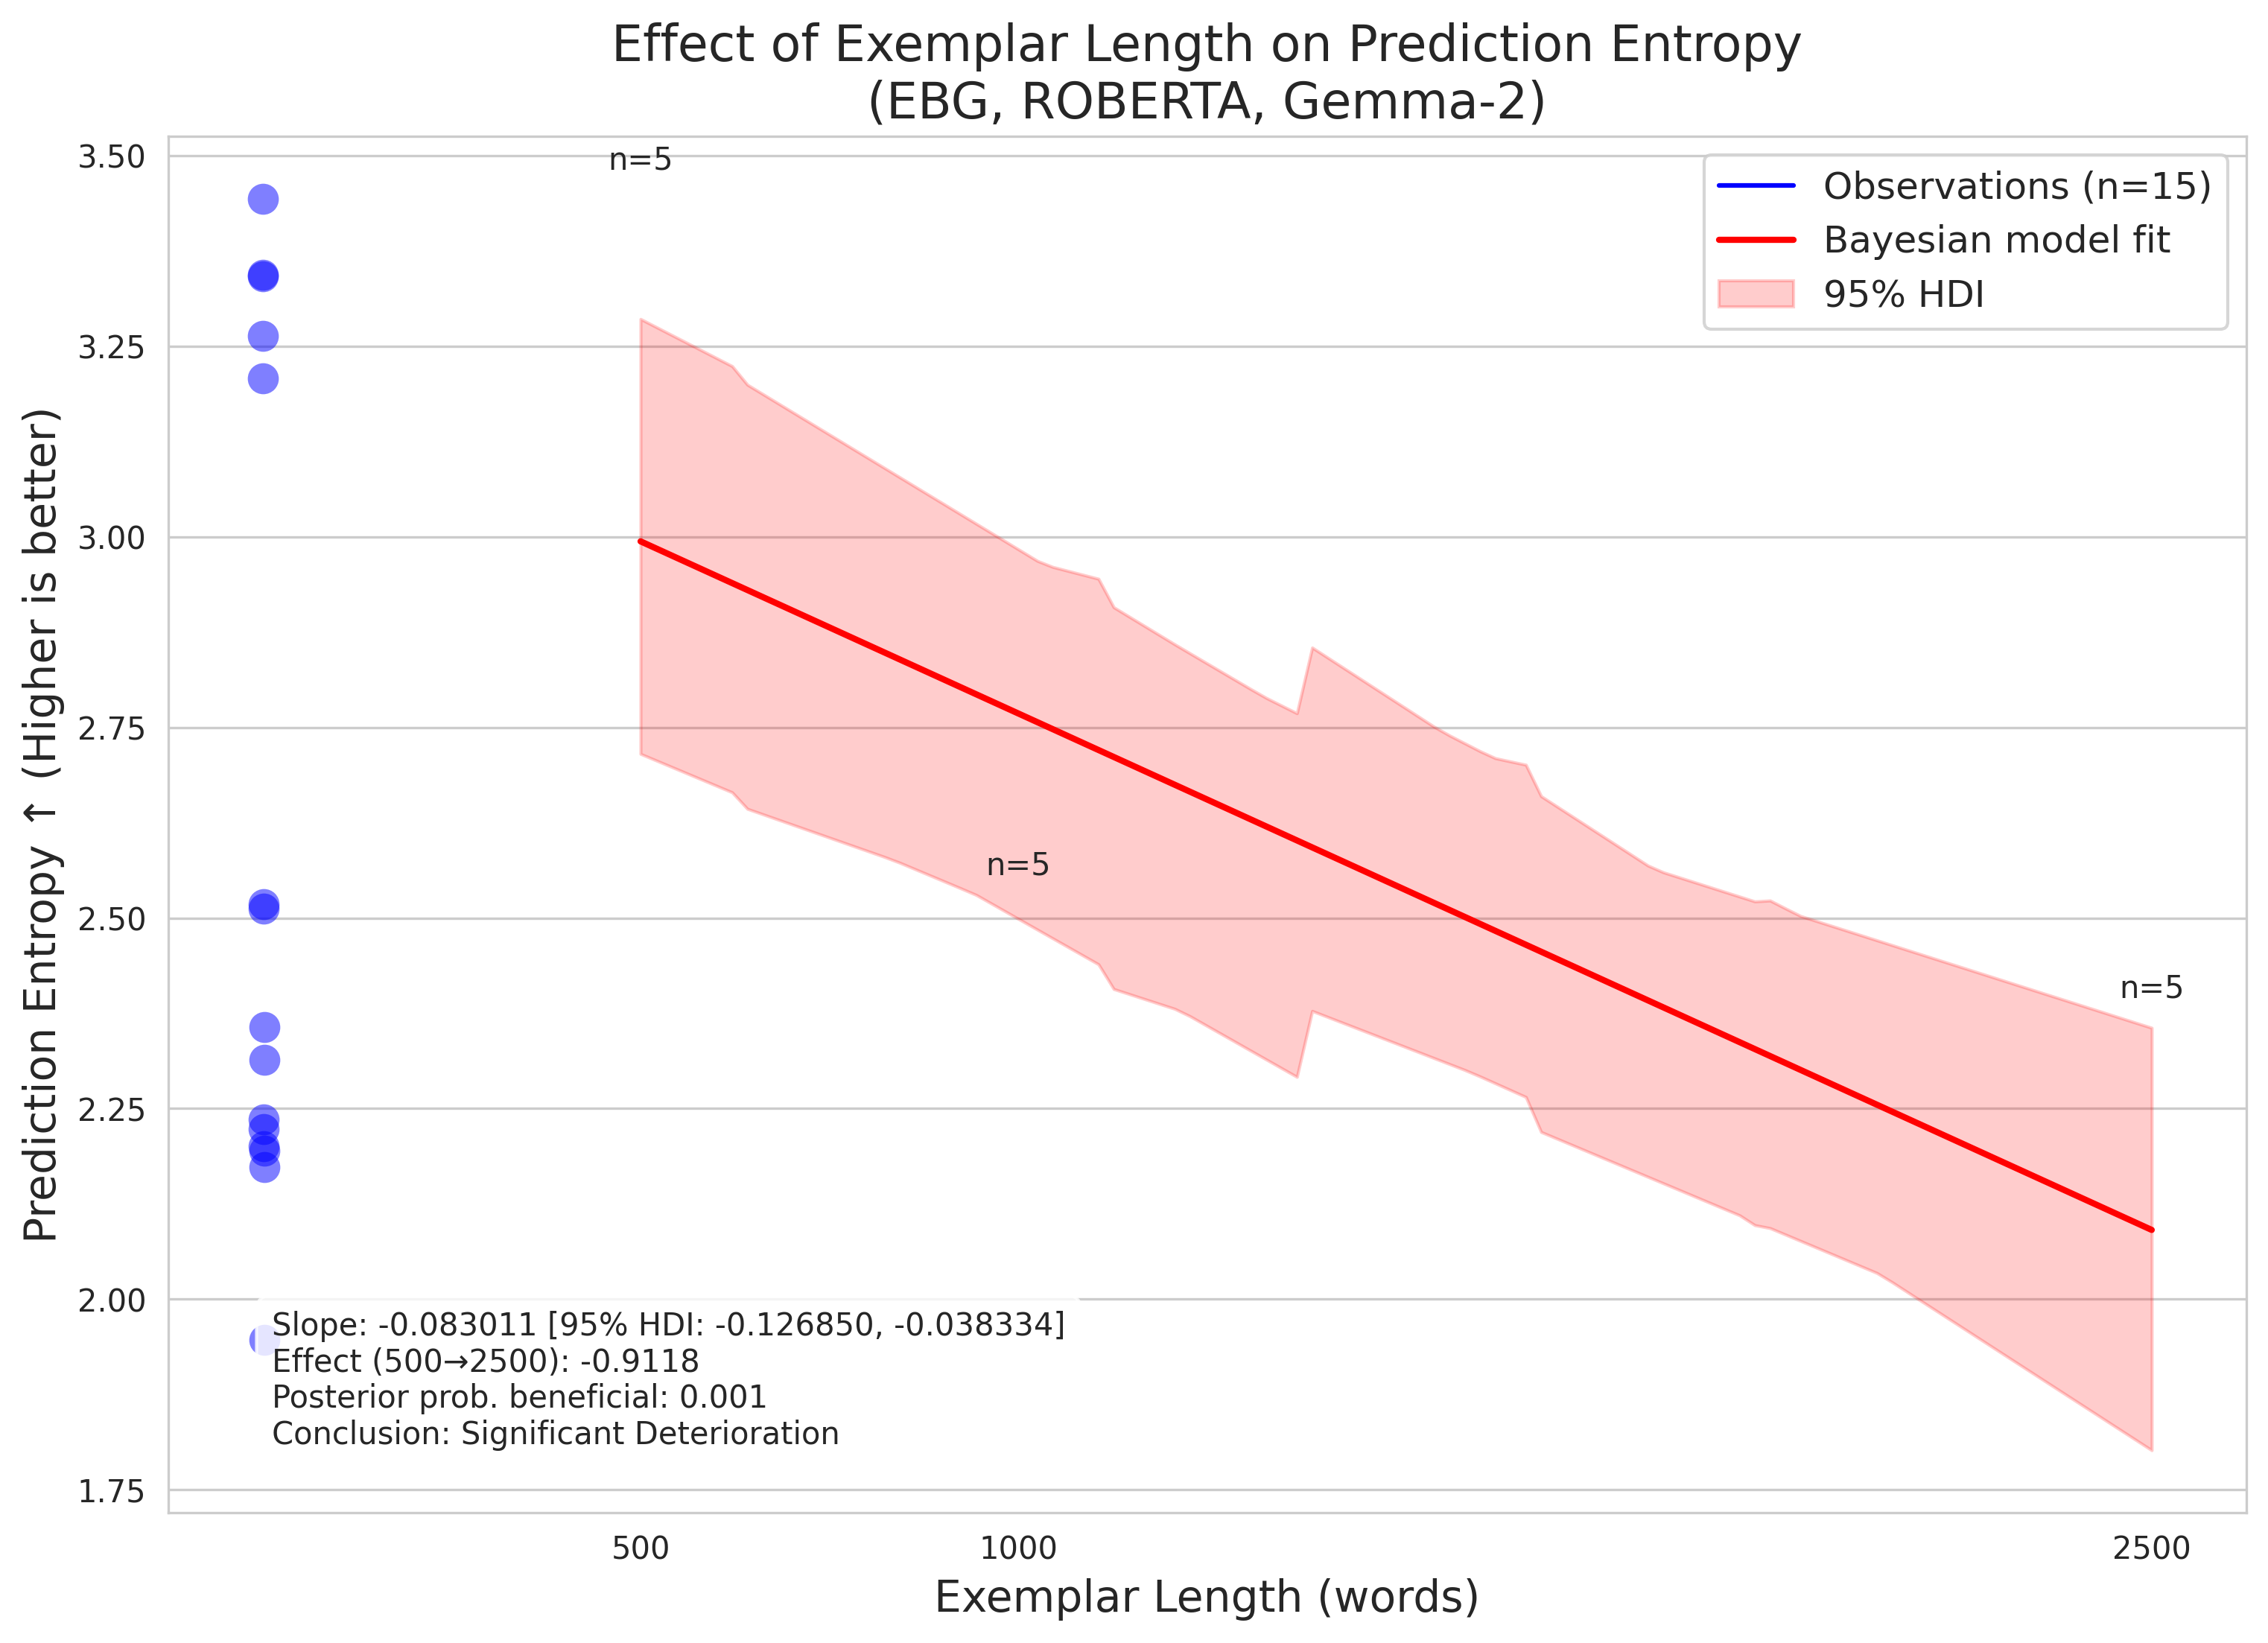 Effect of Exemplar Length on Prediction Entropy
(EBG, ROBERTA, Gemma-2)
Prediction Entropy ↑ (Higher is better)
3.50
3.25
3.00
2.75
2.50
2.25
2.00
1.75
n=5
n=5
n=5
Observations (n=15)
Bayesian model fit
95% HDI
Slope: -0.083011 [95% HDI: -0.126850, -0.038334]
Effect (500→2500): -0.9118
Posterior prob. beneficial: 0.001
Conclusion: Significant Deterioration
500
1000
2500
Exemplar Length (words)